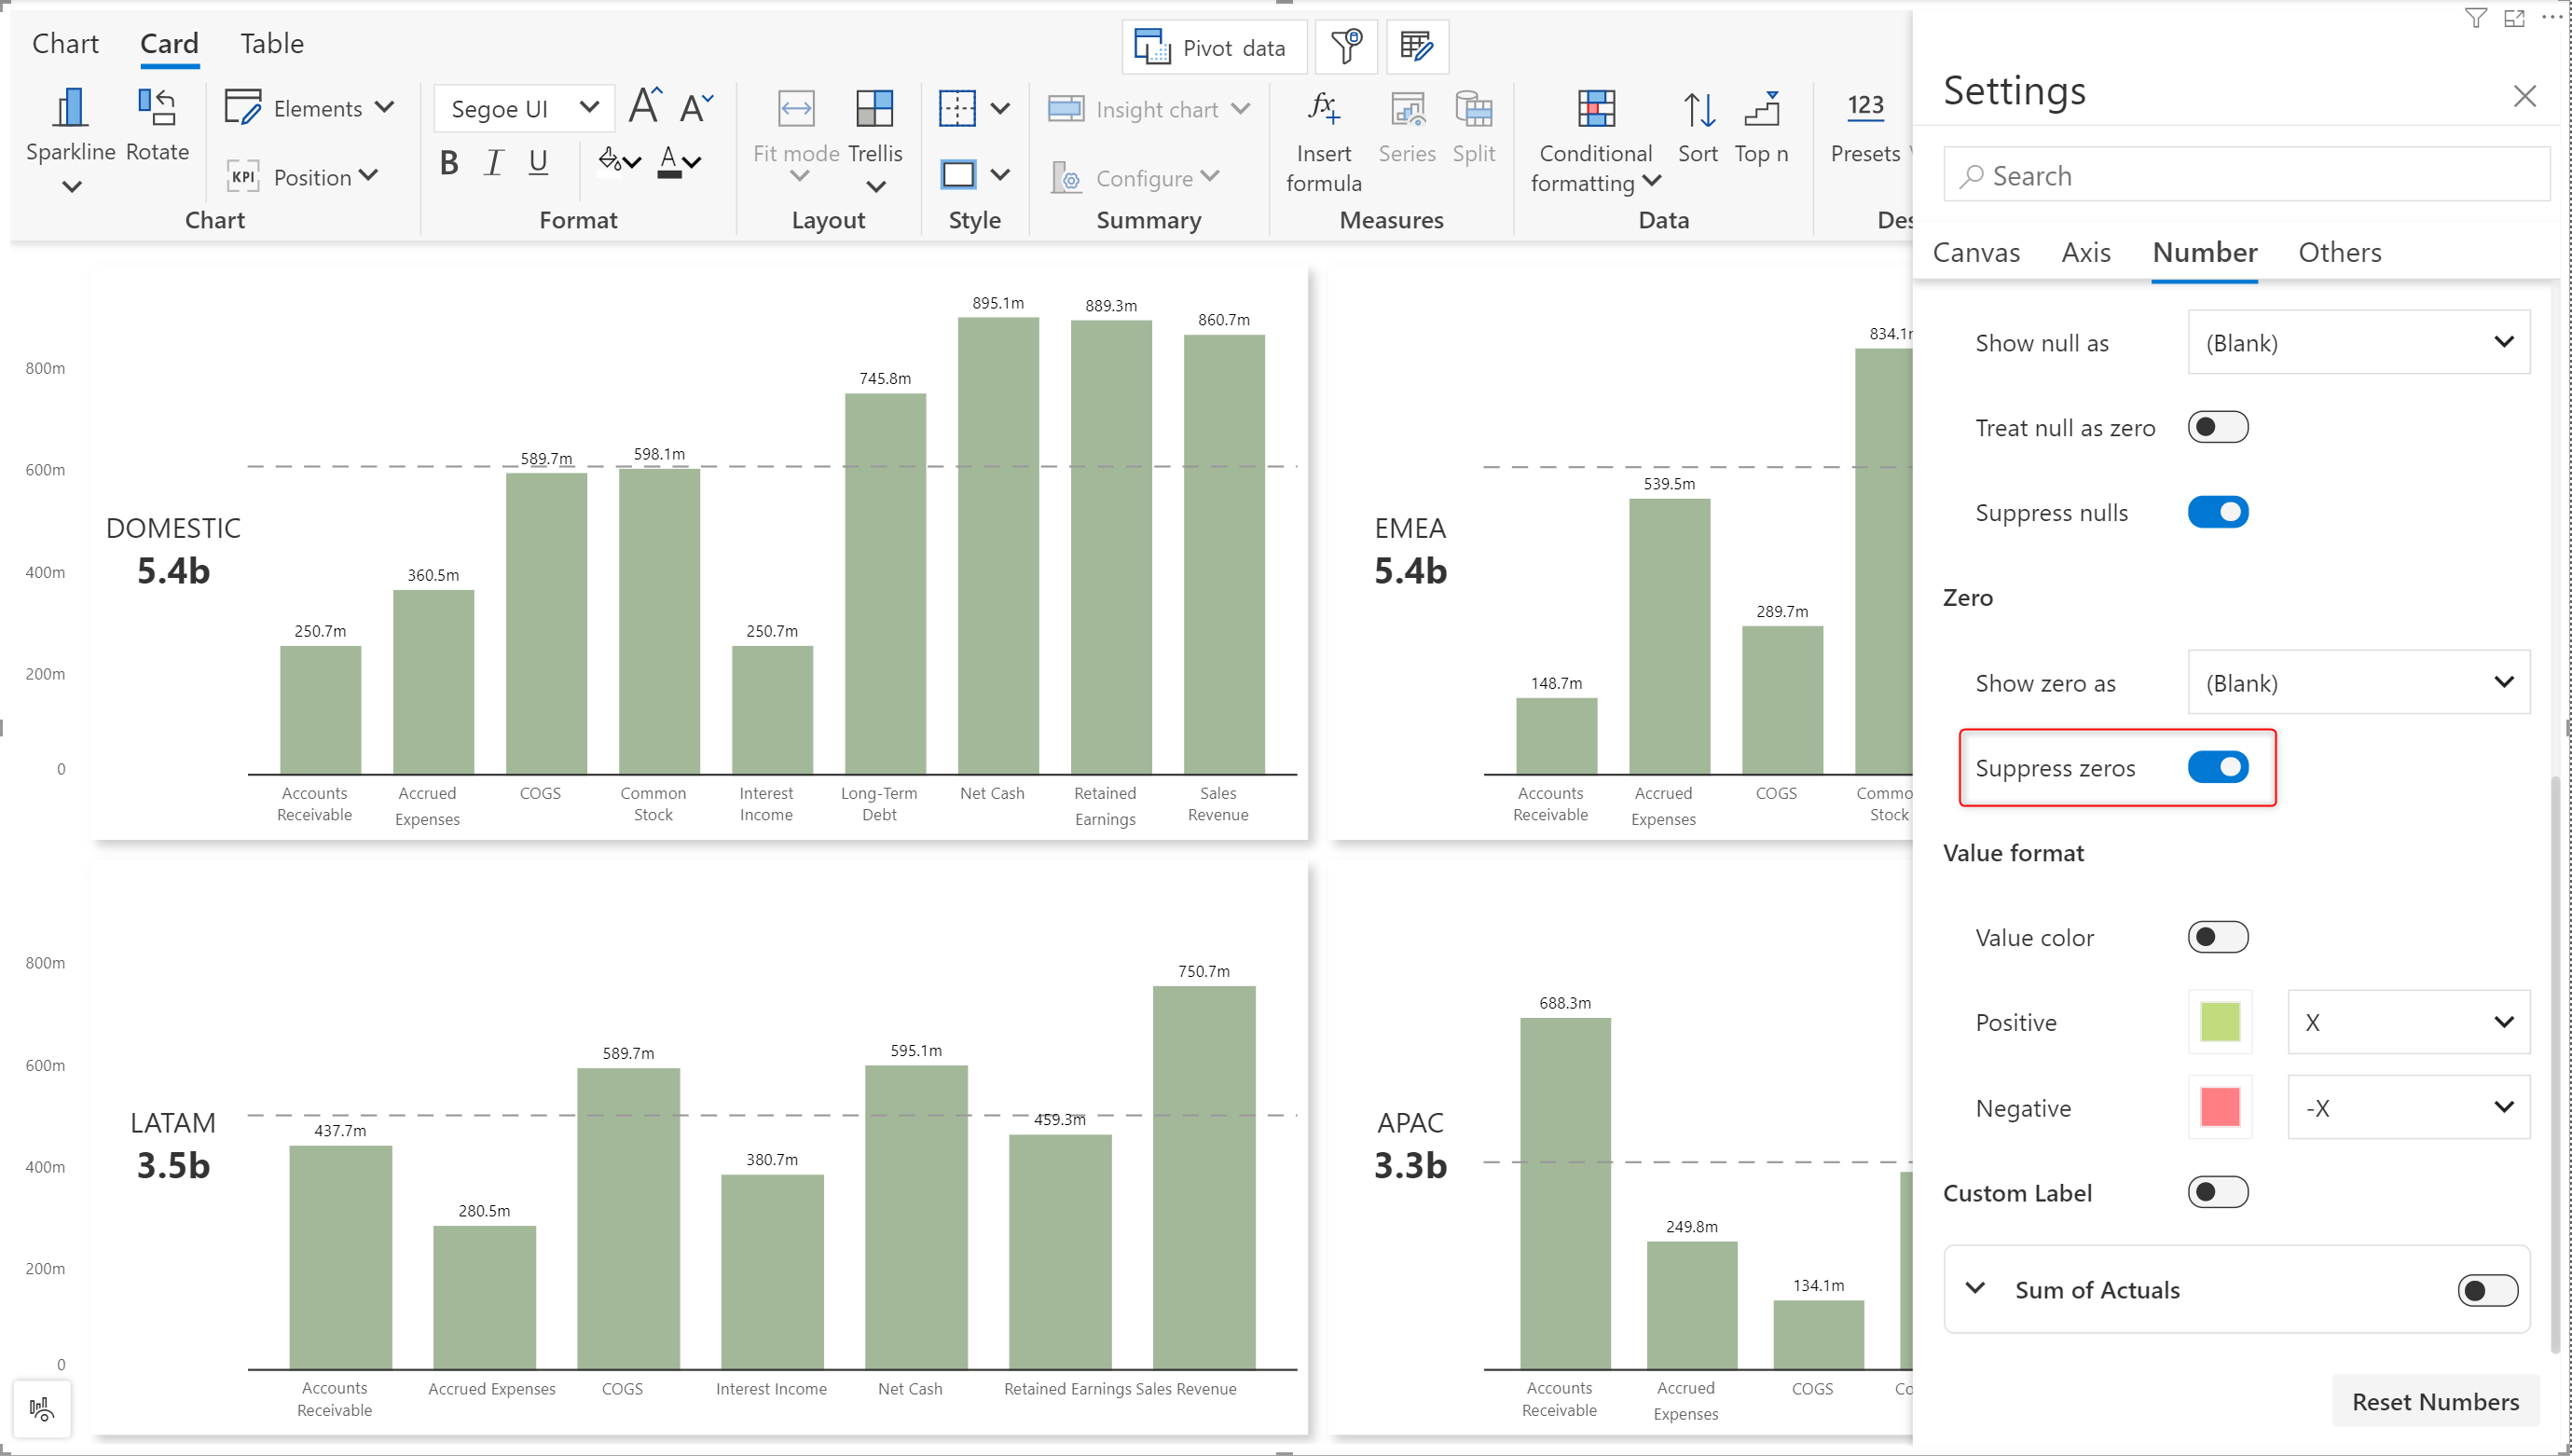 Chart Card Table
Pivot data
Sparkline Rotate
Elements
KPI Position
Chart
Segoe UI
A A
B I U A
Format
Fit mode Trellis
Layout
Style
Insight chart
Configure
Summary
fx
Insert formula
Series Split
Measures
Conditional formatting
Sort Top n
Data
123
Presets
Des
Settings
Search
Canvas Axis Number Others
Show null as (Blank)
Treat null as zero
Suppress nulls
Zero
Show zero as (Blank)
Suppress zeros
Value format
Value color
Positive X
Negative -X
Custom Label
Sum of Actuals
Reset Numbers
800m
600m
400m
200m
0
DOMESTIC
5.4b
250.7m 360.5m 589.7m 598.1m 250.7m 745.8m 895.1m 889.3m 860.7m
Accounts Receivable
Accrued Expenses
COGS
Common Stock
Interest Income
Long-Term Debt
Net Cash
Retained Earnings
Sales Revenue
EMEA
5.4b
148.7m 539.5m 289.7m 834.1
Accounts Receivable
Accrued Expenses
COGS
Commo
Stock
800m
600m
400m
200m
0
LATAM
3.5b
437.7m 280.5m 589.7m 380.7m 595.1m 459.3m 750.7m
Accounts Receivable
Accrued Expenses
COGS
Interest Income
Net Cash
Retained Earnings
Sales Revenue
APAC
3.3b
688.3m 249.8m 134.1m
Accounts Receivable
Accrued Expenses
COGS
Co